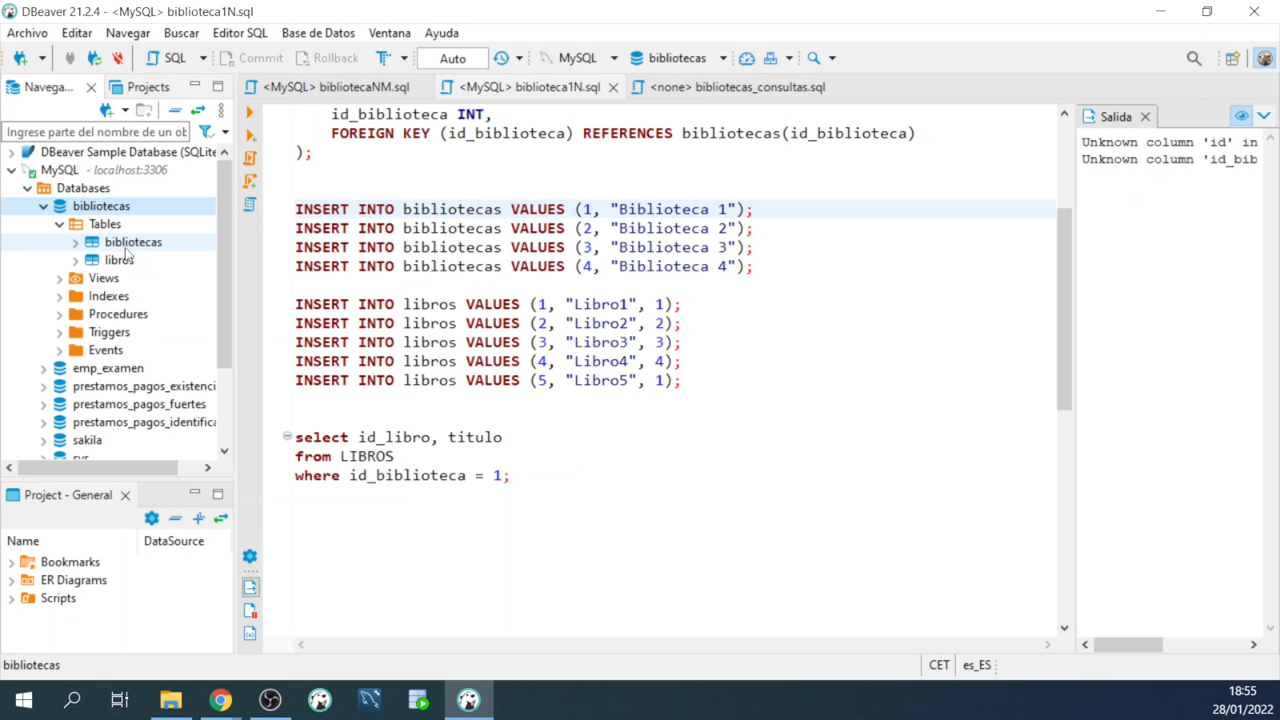 DBeaver 21.2.4 - <MySQL> biblioteca1N.sql
Archivo Editar Navegar Buscar Editor SQL Base de Datos Ventana Ayuda
SQL Commit Rollback Auto MySQL bibliotecas
Navega... Projects <MySQL> bibliotecaNM.sql <MySQL> biblioteca1N.sql <none> bibliotecas_consultas.sql
Ingrese parte del nombre de un ob
DBeaver Sample Database (SQLite
MySQL - localhost:3306
Databases
bibliotecas
Tables
bibliotecas
libros
Views
Indexes
Procedures
Triggers
Events
emp_examen
prestamos_pagos_existenci
prestamos_pagos_fuertes
prestamos_pagos_identifica
sakila
sys
Project - General
Name DataSource
Bookmarks
ER Diagrams
Scripts
id_biblioteca INT,
FOREIGN KEY (id_biblioteca) REFERENCES bibliotecas(id_biblioteca)
);
INSERT INTO bibliotecas VALUES (1, "Biblioteca 1");
INSERT INTO bibliotecas VALUES (2, "Biblioteca 2");
INSERT INTO bibliotecas VALUES (3, "Biblioteca 3");
INSERT INTO bibliotecas VALUES (4, "Biblioteca 4");
INSERT INTO libros VALUES (1, "Libro1", 1);
INSERT INTO libros VALUES (2, "Libro2", 2);
INSERT INTO libros VALUES (3, "Libro3", 3);
INSERT INTO libros VALUES (4, "Libro4", 4);
INSERT INTO libros VALUES (5, "Libro5", 1);
select id_libro, titulo
from LIBROS
where id_biblioteca = 1;
Salida
Unknown column 'id' in
Unknown column 'id_bib
bibliotecas CET es_ES
18:55
28/01/2022